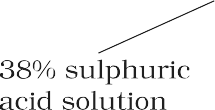 38% sulphuric
acid solution